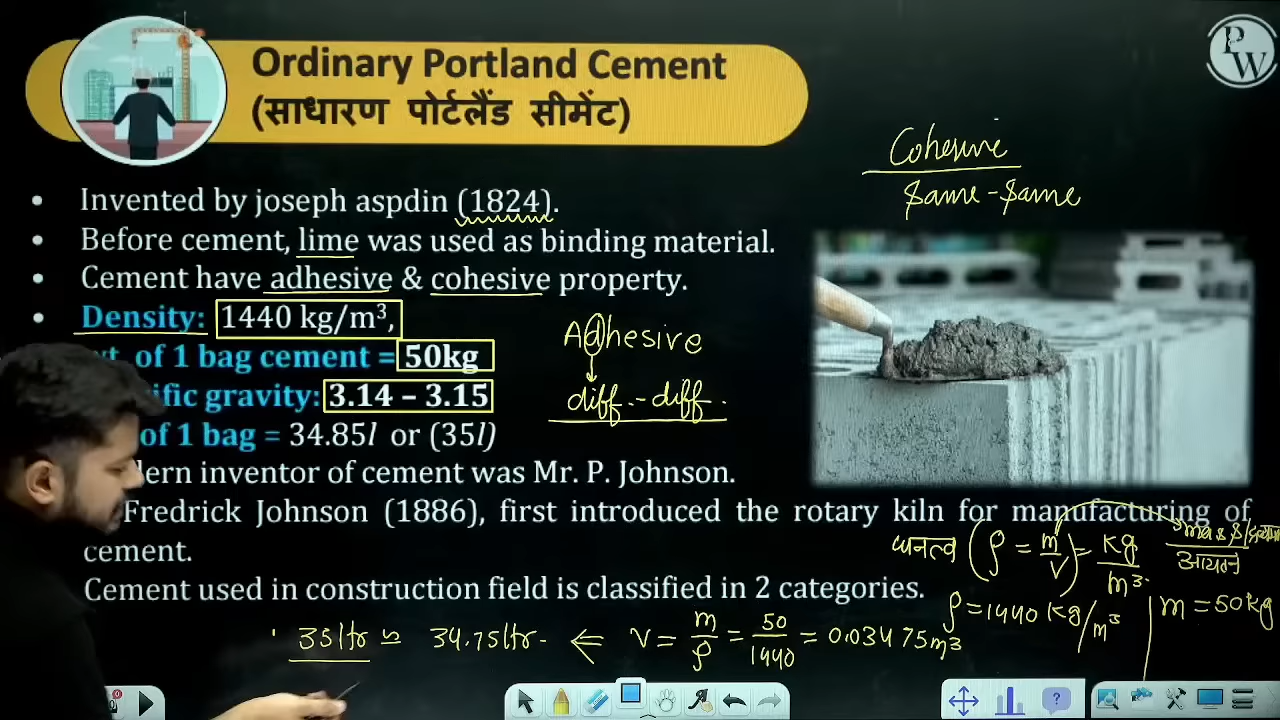 Ordinary Portland Cement
(साधारण पोर्टलैंड सीमेंट)
PW
Cohesive
Same - Same
• Invented by joseph aspdin (1824).
• Before cement, lime was used as binding material.
• Cement have adhesive & cohesive property.
• Density: 1440 kg/m³,
of 1 bag cement = 50kg
gravity: 3.14 – 3.15
of 1 bag = 34.85l or (35l)
Adhesive
diff. - diff.
inventor of cement was Mr. P. Johnson.
Fredrick Johnson (1886), first introduced the rotary kiln for manufacturing of
cement.
Cement used in construction field is classified in 2 categories.
घनत्व (ρ = m/V) = kg/m³
आयतन
ρ = 1440 kg/m³
m = 50kg
35ltr ≈ 34.75ltr. ⇐ V = m/ρ = 50/1440 = 0.03475m³